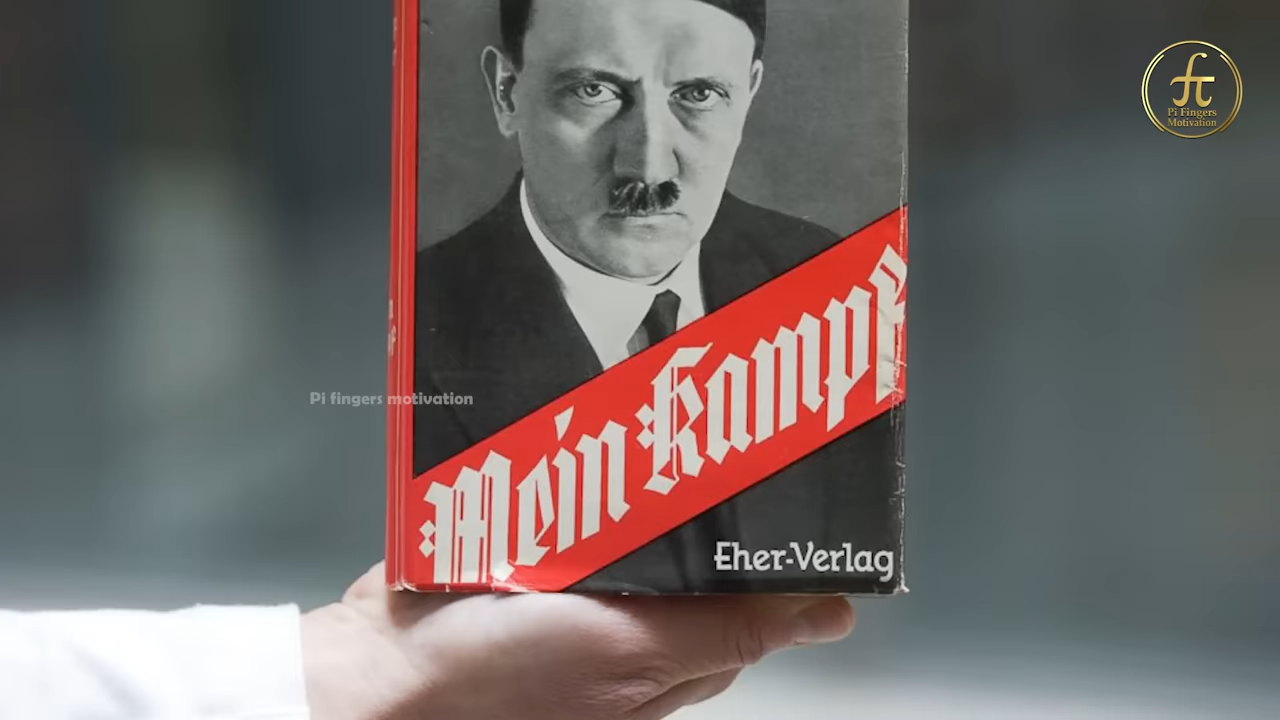 Pi Fingers
Motivation
Pi fingers motivation
Mein Kampf
Eher-Verlag